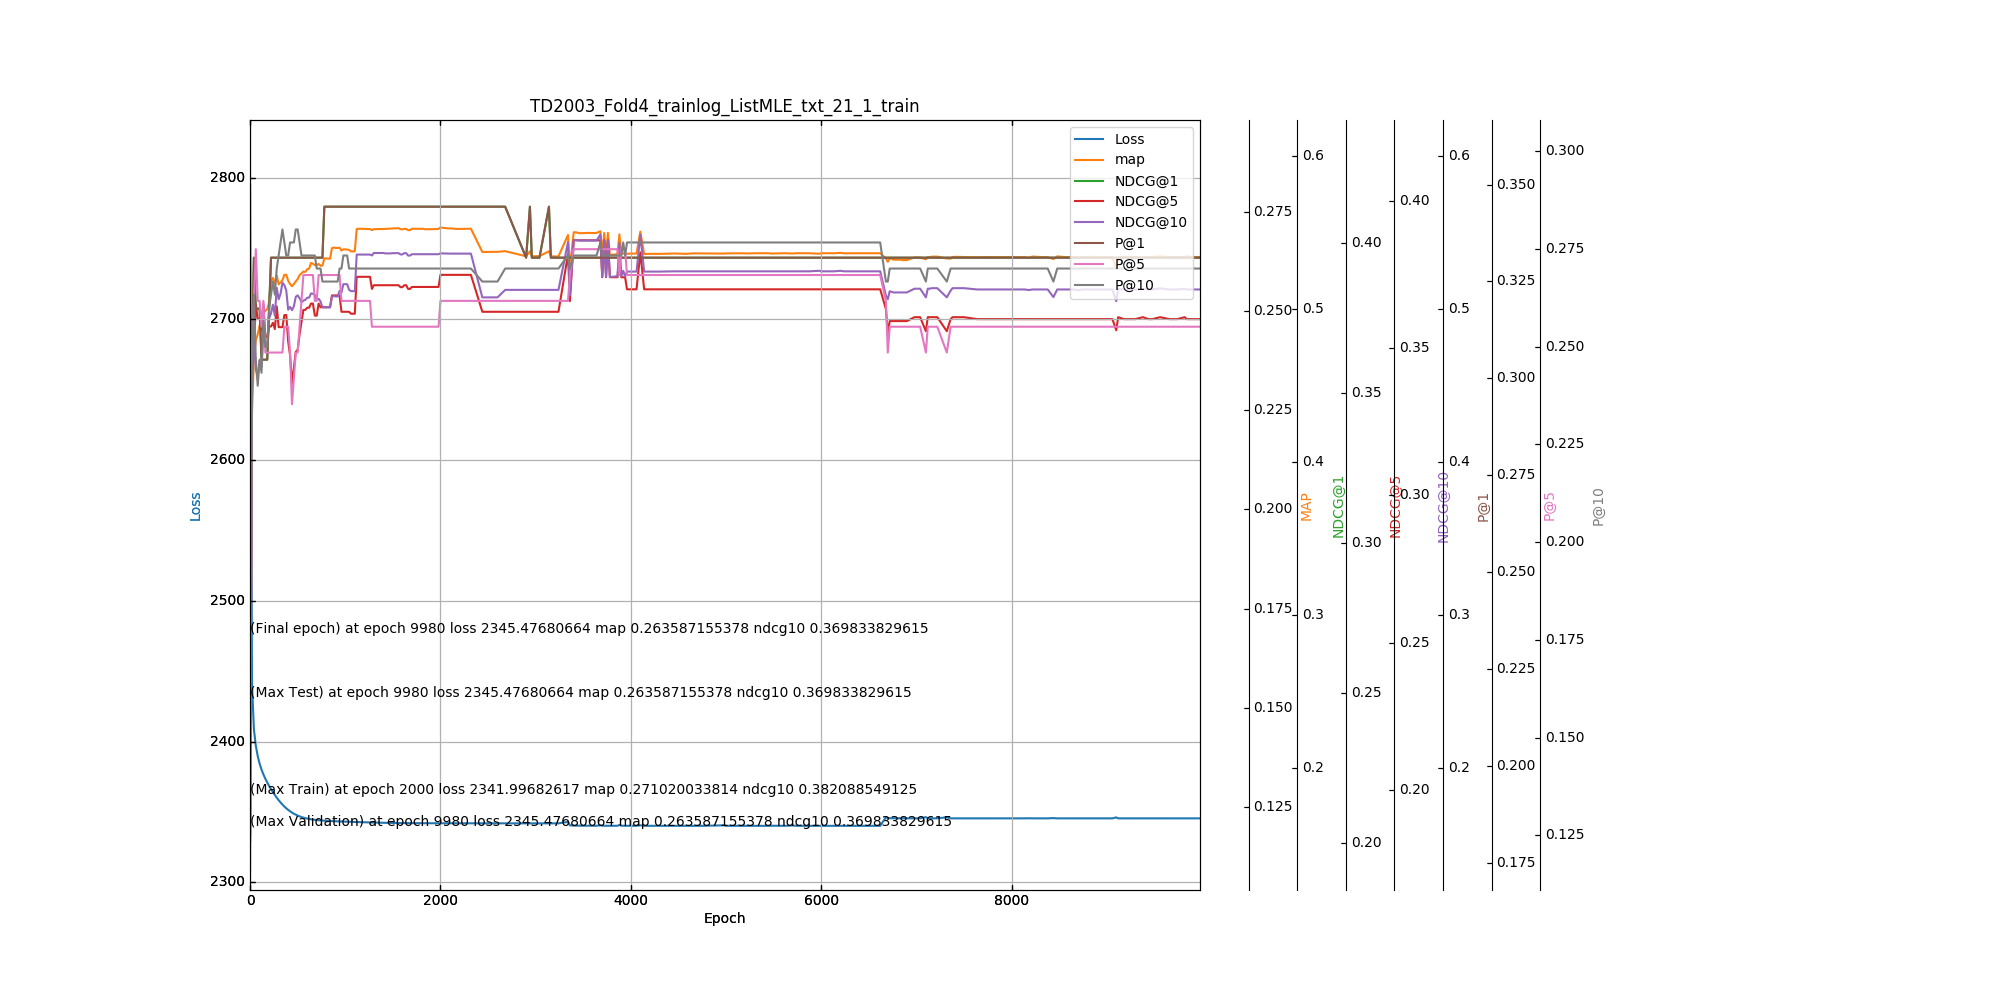 TD2003_Fold4_trainlog_ListMLE_txt_21_1_train
Loss
map
NDCG@1
NDCG@5
NDCG@10
P@1
P@5
P@10
2800
2700
2600
2500
2400
2300
Loss
(Final epoch) at epoch 9980 loss 2345.47680664 map 0.263587155378 ndcg10 0.369833829615
(Max Test) at epoch 9980 loss 2345.47680664 map 0.263587155378 ndcg10 0.369833829615
(Max Train) at epoch 2000 loss 2341.99682617 map 0.271020033814 ndcg10 0.382088549125
(Max Validation) at epoch 9980 loss 2345.47680664 map 0.263587155378 ndcg10 0.369833829615
0 2000 4000 6000 8000
Epoch
0.275
0.250
0.225
0.200
0.175
0.150
0.125
MAP
0.6
0.5
0.4
0.3
0.2
NDCG@1
0.40
0.35
0.30
0.25
0.20
NDCG@5
0.40
0.35
0.30
0.25
0.20
NDCG@10
0.6
0.5
0.4
0.3
0.2
P@1
0.350
0.325
0.300
0.275
0.250
0.225
0.200
0.175
P@5
0.300
0.275
0.250
0.225
0.200
0.175
0.150
0.125
P@10